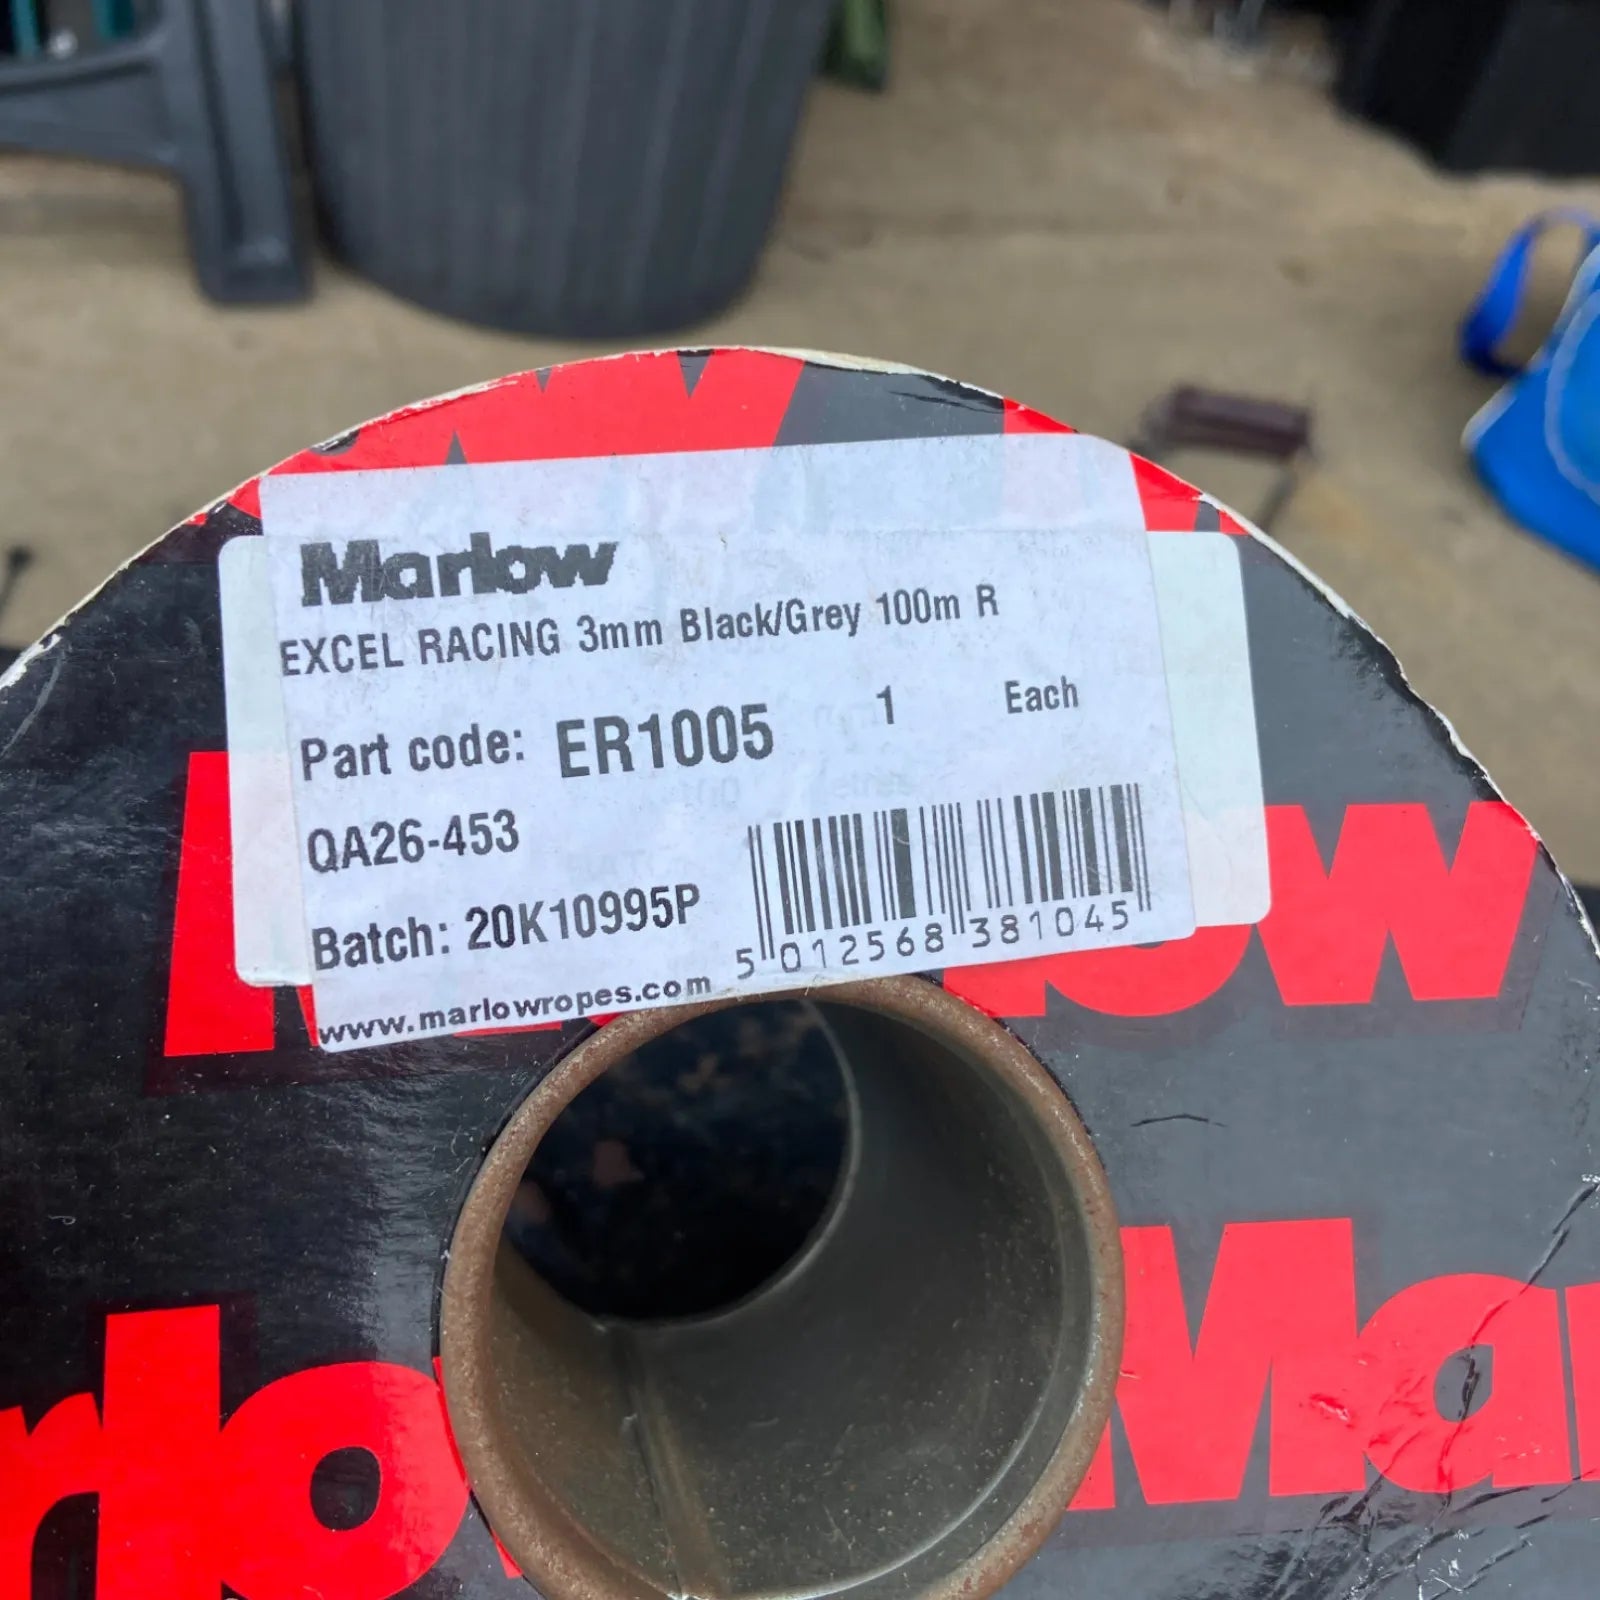 Marlow
EXCEL RACING 3mm Black/Grey 100m R
Part code: ER1005 1 Each
QA26-453
Batch: 20K10995P
5 012568 381045
www.marlowropes.com
Mar